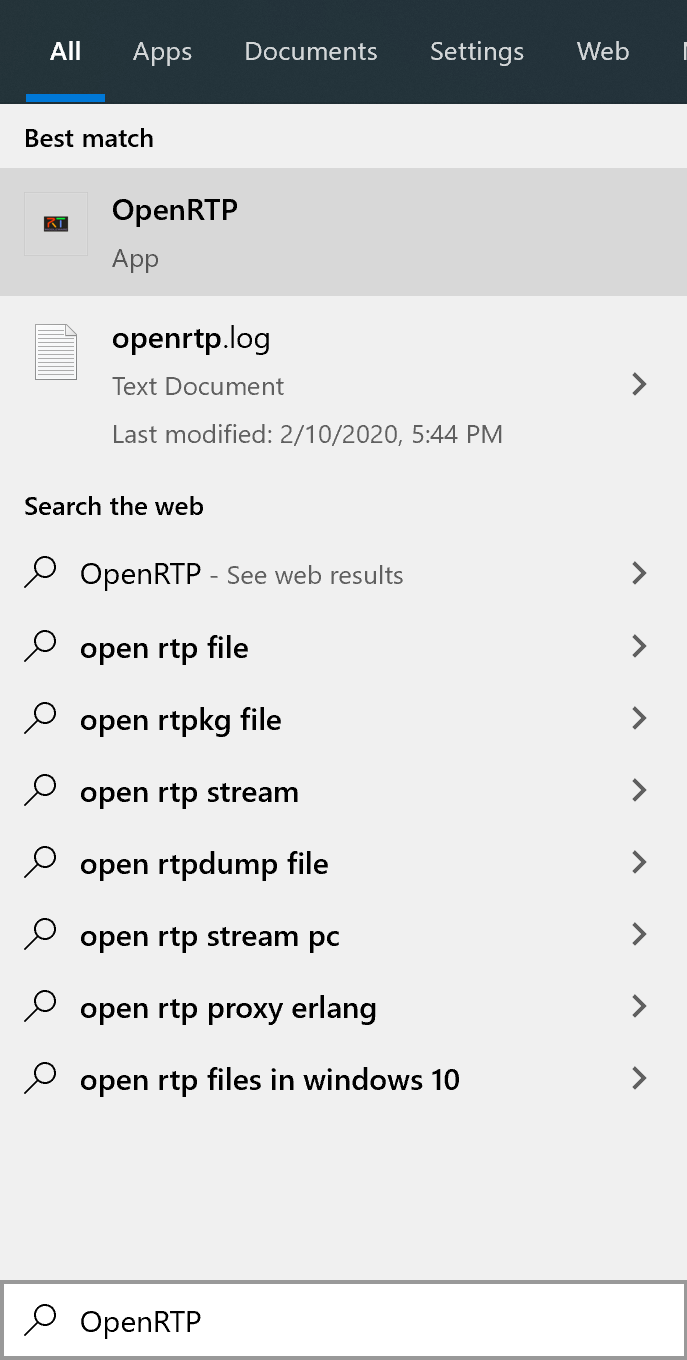 All Apps Documents Settings Web
Best match
RT
OpenRTP
App
openrtp.log
Text Document
Last modified: 2/10/2020, 5:44 PM
Search the web
OpenRTP - See web results
open rtp file
open rtpkg file
open rtp stream
open rtpdump file
open rtp stream pc
open rtp proxy erlang
open rtp files in windows 10
OpenRTP